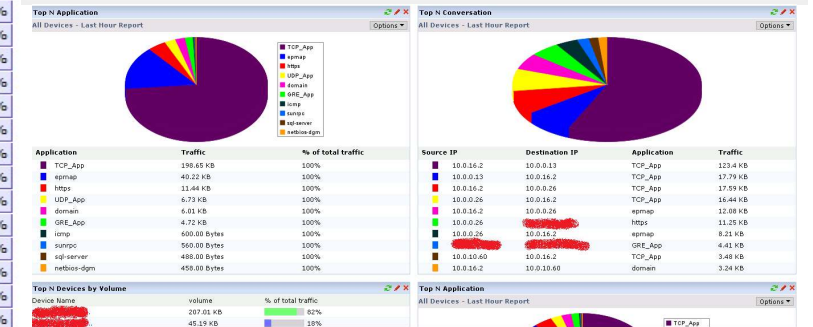 Top N Application
All Devices - Last Hour Report
Options
TCP_App
epmap
https
UDP_App
domain
GRE_App
icmp
sunrpc
sql-server
netbios-dgm
Application Traffic % of total traffic
TCP_App 198.65 KB 100%
epmap 40.22 KB 100%
https 11.44 KB 100%
UDP_App 6.73 KB 100%
domain 6.01 KB 100%
GRE_App 4.72 KB 100%
icmp 600.00 Bytes 100%
sunrpc 560.00 Bytes 100%
sql-server 488.00 Bytes 100%
netbios-dgm 458.00 Bytes 100%
Top N Conversation
All Devices - Last Hour Report
Options
Source IP Destination IP Application Traffic
10.0.16.2 10.0.0.13 TCP_App 123.4 KB
10.0.0.13 10.0.16.2 TCP_App 17.79 KB
10.0.16.2 10.0.0.26 TCP_App 17.59 KB
10.0.0.26 10.0.16.2 TCP_App 16.44 KB
10.0.16.2 10.0.0.26 epmap 12.08 KB
10.0.0.26 https 11.25 KB
10.0.0.26 10.0.16.2 epmap 8.21 KB
GRE_App 4.41 KB
10.0.10.60 10.0.16.2 TCP_App 3.48 KB
10.0.16.2 10.0.10.60 domain 3.24 KB
Top N Devices by Volume
Device Name volume % of total traffic
207.01 KB 82%
45.19 KB 18%
Top N Application
All Devices - Last Hour Report
Options
TCP_App